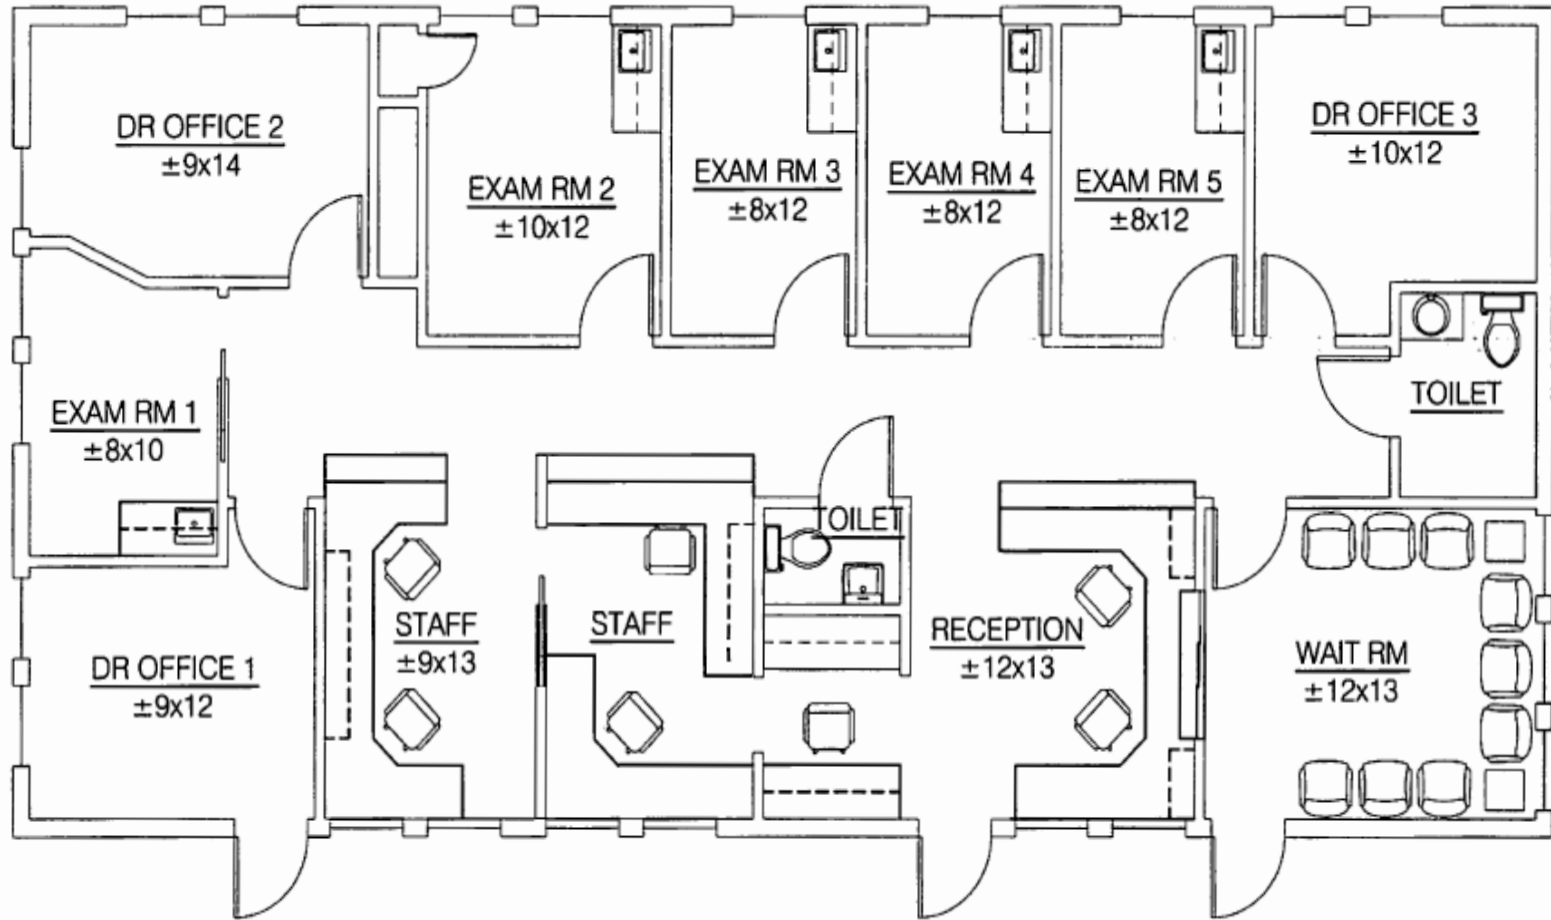 DR OFFICE 2
±9x14
EXAM RM 2
±10x12
EXAM RM 3
±8x12
EXAM RM 4
±8x12
EXAM RM 5
±8x12
DR OFFICE 3
±10x12
EXAM RM 1
±8x10
TOILET
TOILET
DR OFFICE 1
±9x12
STAFF
±9x13
STAFF
RECEPTION
±12x13
WAIT RM
±12x13